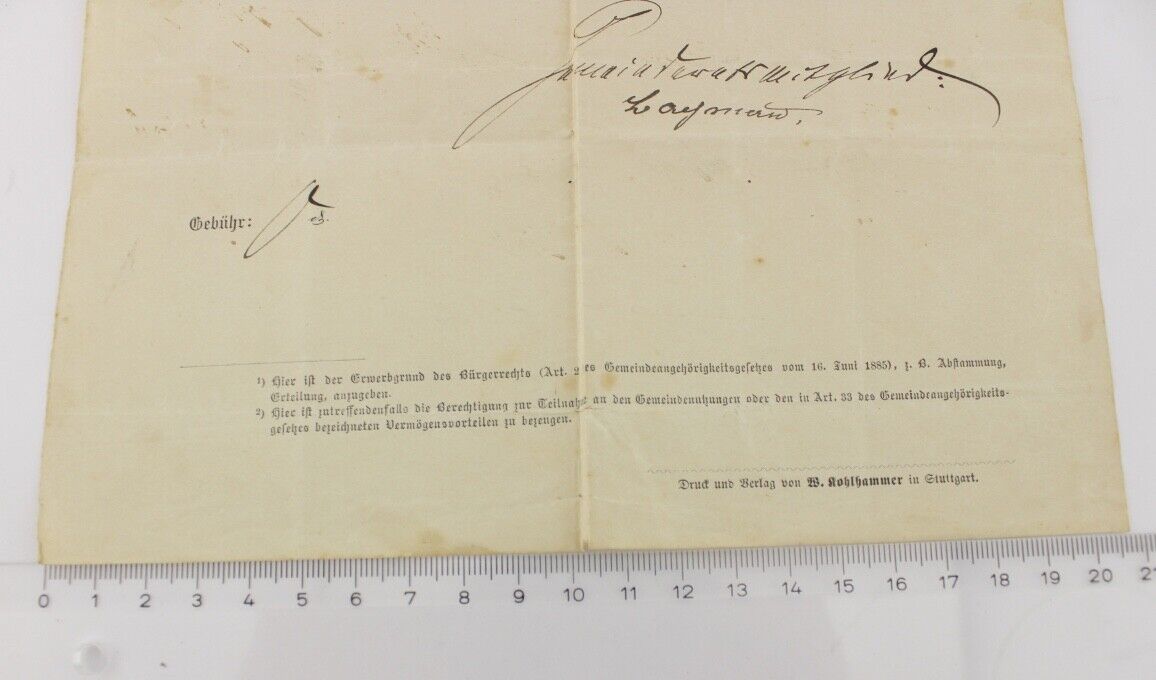 Gemeinderatsmitglied:
Gebühr:
¹) Hier ist der Erwerbgrund des Bürgerrechts (Art. 2 des Gemeindeangehörigkeitsgesetzes vom 16. Juni 1885), z. B. Abstammung,
Erteilung, anzugeben.
²) Hier ist zutreffendenfalls die Berechtigung zur Teilnahme an den Gemeindenutzungen oder den in Art. 33 des Gemeindeangehörigkeits-
gesetzes bezeichneten Vermögensvorteilen zu bezeugen.
Druck und Verlag von W. Kohlhammer in Stuttgart.
0 1 2 3 4 5 6 7 8 9 10 11 12 13 14 15 16 17 18 19 20 21